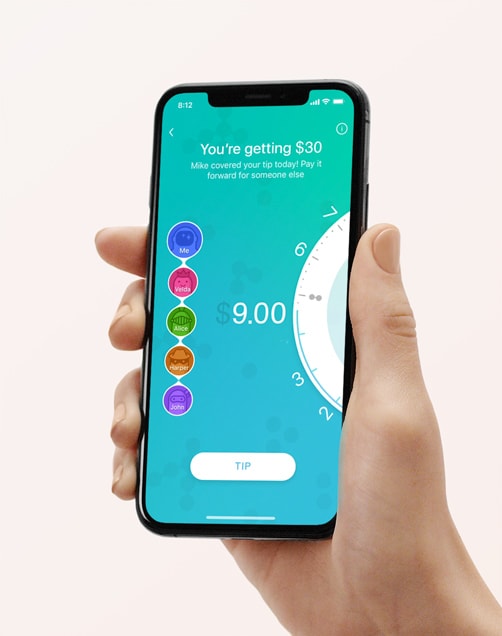 8:12
You're getting $30
Mike covered your tip today! Pay it
forward for someone else
7
6
Me
Velda
Alice
$9.00
Harper
3
John
2
TIP